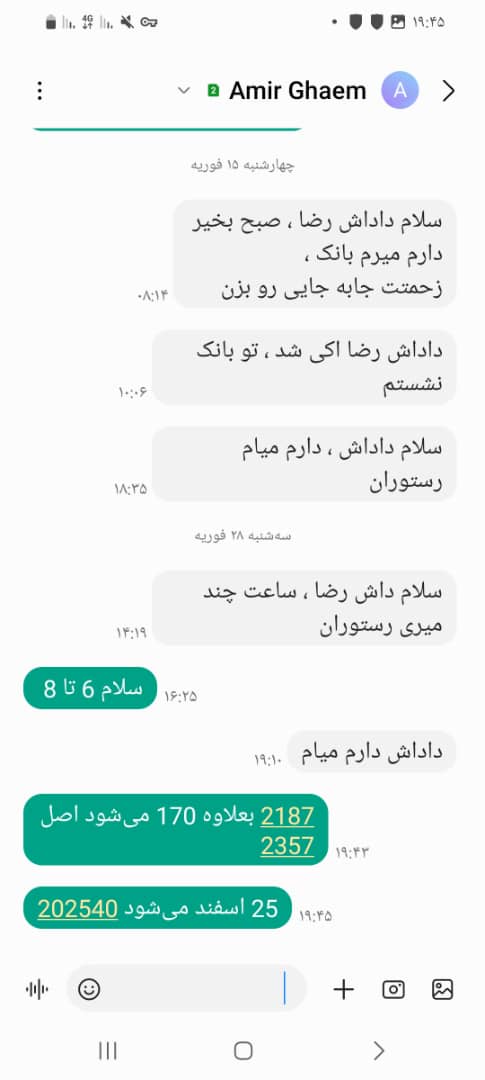 ۱۹:۴۵
4G
Amir Ghaem
2
A
چهارشنبه ۱۵ فوریه
سلام داداش رضا ، صبح بخیر
دارم میرم بانک ،
زحمتت جابه جایی رو بزن
۰۸:۱۴
داداش رضا اکی شد ، تو بانک
نشستم
۱۰:۰۶
سلام داداش ، دارم میام
رستوران
۱۸:۳۵
سه‌شنبه ۲۸ فوریه
سلام داش رضا ، ساعت چند
میری رستوران
۱۴:۱۹
سلام 6 تا 8
۱۶:۲۵
داداش دارم میام
۱۹:۱۰
2187 بعلاوه 170 می‌شود اصل
2357
۱۹:۴۳
25 اسفند می‌شود 202540
۱۹:۴۵